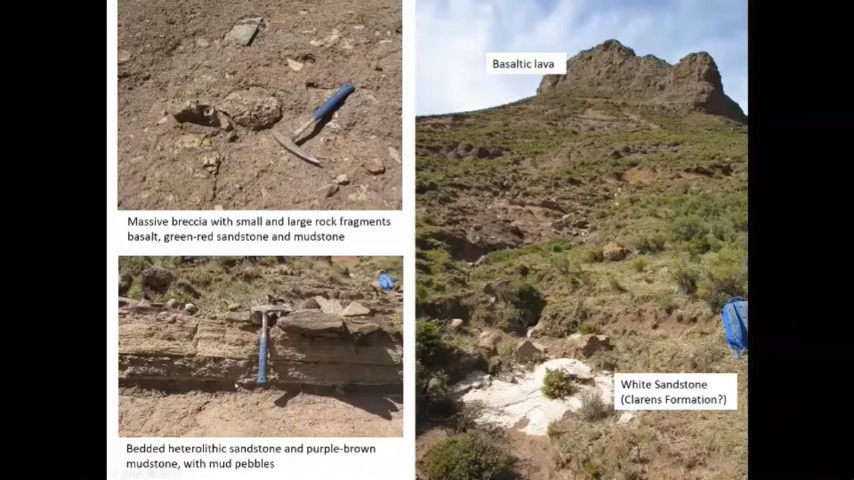 Massive breccia with small and large rock fragments
basalt, green-red sandstone and mudstone
Bedded heterolithic sandstone and purple-brown
mudstone, with mud pebbles
Basaltic lava
White Sandstone
(Clarens Formation?)